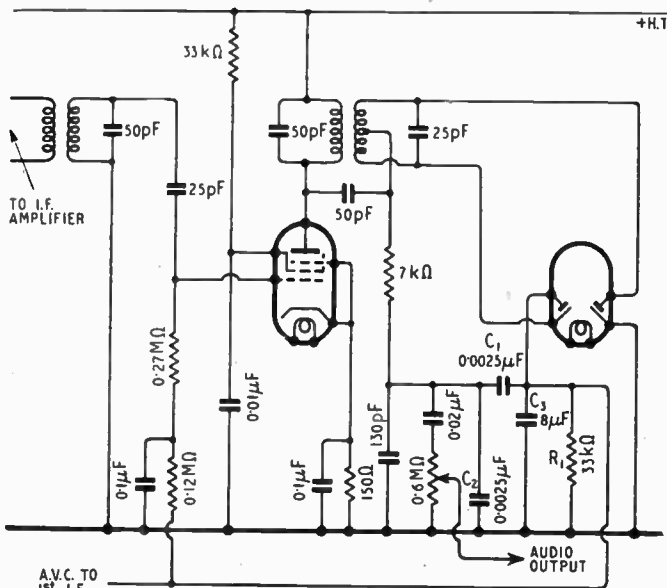 +H.T
33kΩ
50pF
50pF
25pF
TO I.F.
AMPLIFIER
25pF
50pF
7kΩ
C1
0·0025μF
0·27MΩ
0·01μF
130pF
0·02μF
C3
8μF
0·1μF
0·12MΩ
0·1μF
150Ω
0·6MΩ
C2
0·0025μF
R1
33kΩ
AUDIO
OUTPUT
A.V.C. TO
1st I.F.